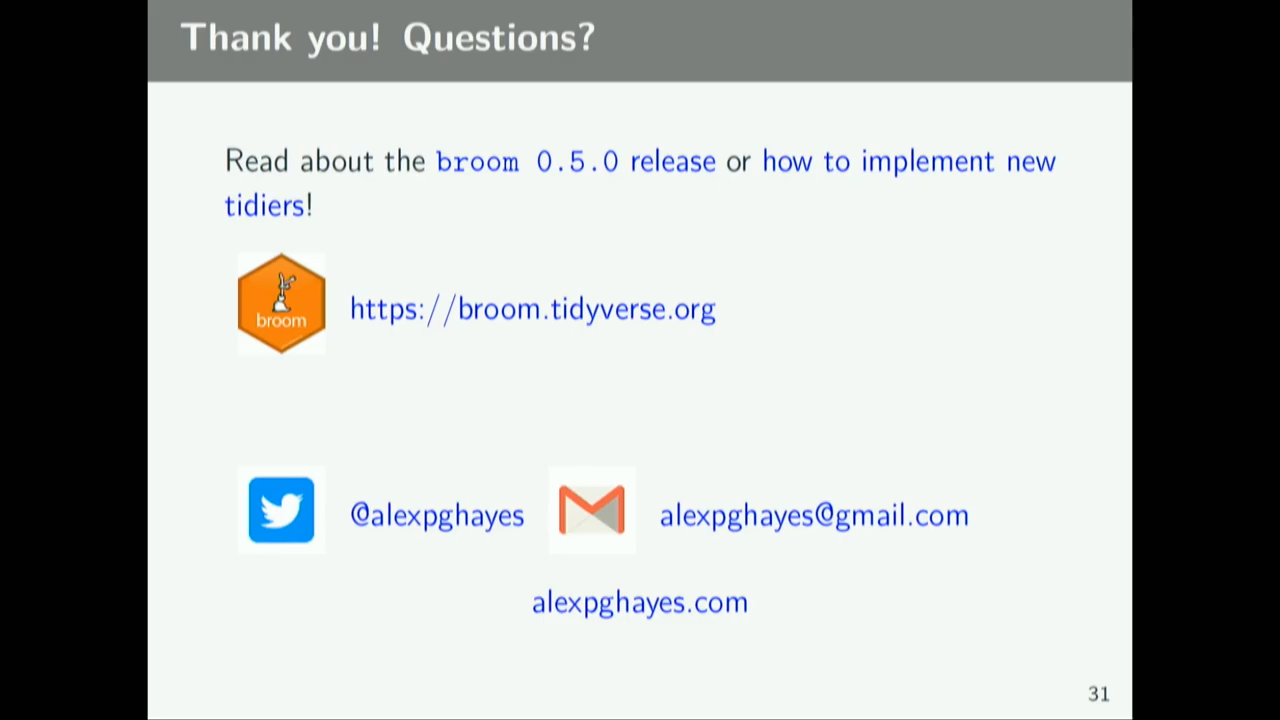 Thank you! Questions?
Read about the broom 0.5.0 release or how to implement new
tidiers!
broom
https://broom.tidyverse.org
@alexpghayes
alexpghayes@gmail.com
alexpghayes.com
31